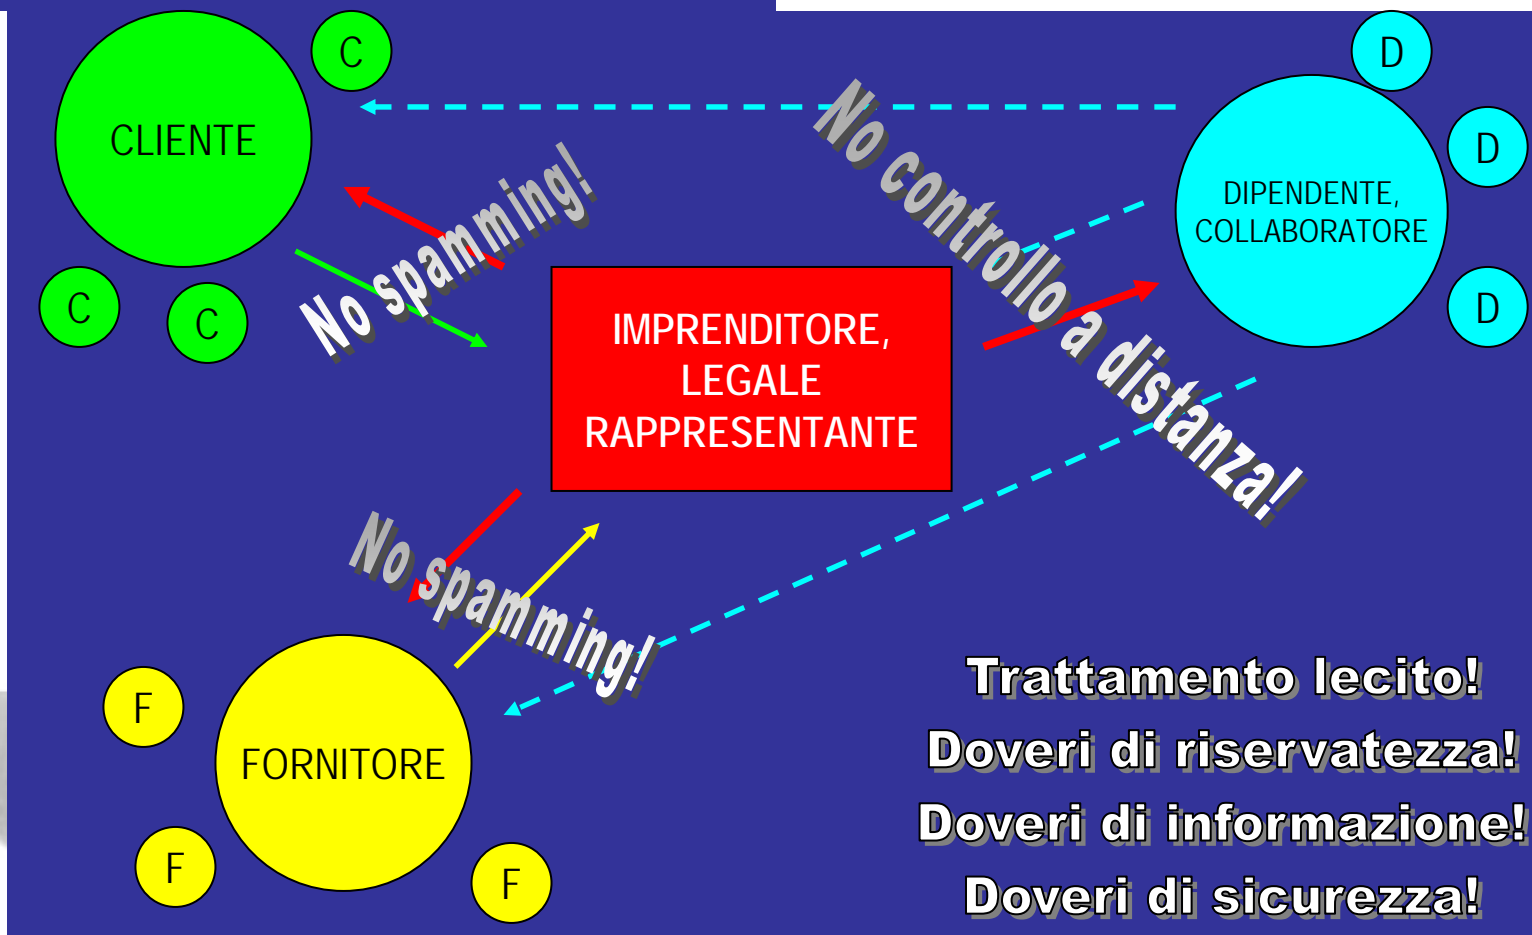 C
D
CLIENTE
No spamming!
No controllo a distanza!
D
DIPENDENTE,
COLLABORATORE
C
C
D
IMPRENDITORE,
LEGALE
RAPPRESENTANTE
No spamming!
F
FORNITORE
F
F
Trattamento lecito!
Doveri di riservatezza!
Doveri di informazione!
Doveri di sicurezza!